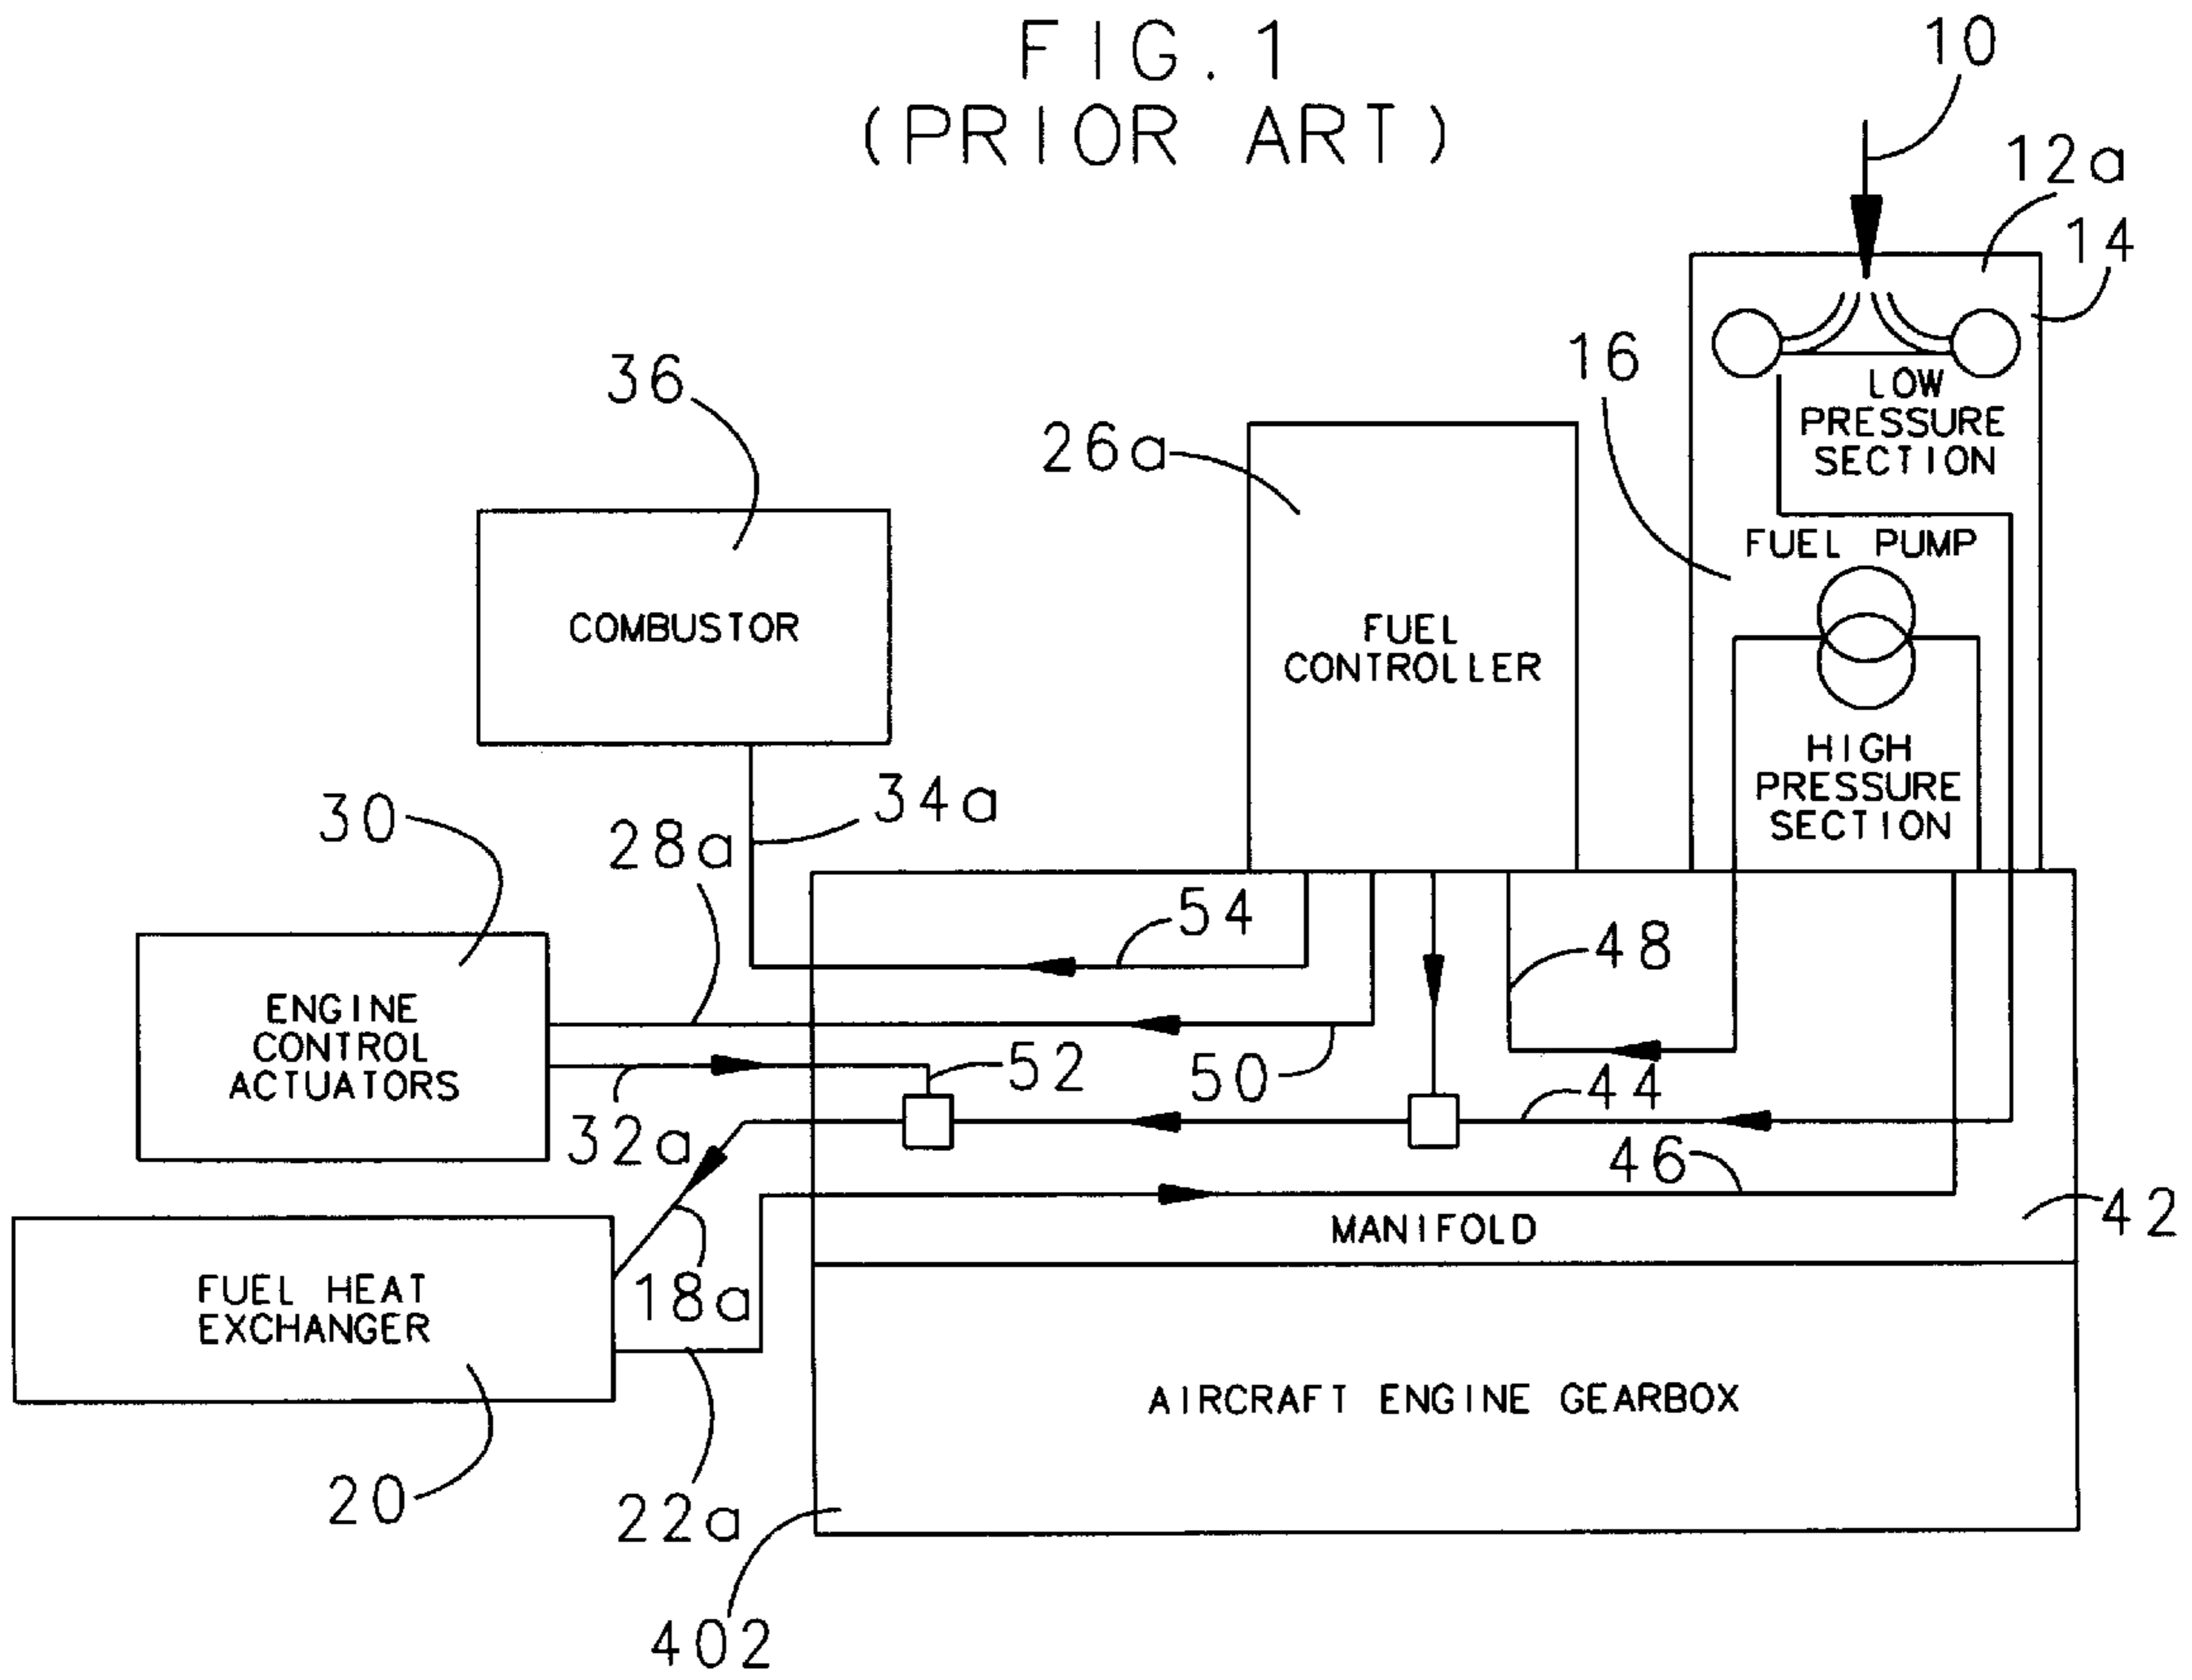 FIG. 1
(PRIOR ART)
10
12a
14
16
LOW
PRESSURE
SECTION
36
26a
FUEL PUMP
COMBUSTOR
FUEL
CONTROLLER
HIGH
PRESSURE
SECTION
34a
30
28a
54
48
ENGINE
CONTROL
ACTUATORS
52
50
44
32a
46
42
MANIFOLD
18a
FUEL HEAT
EXCHANGER
AIRCRAFT ENGINE GEARBOX
20
22a
402